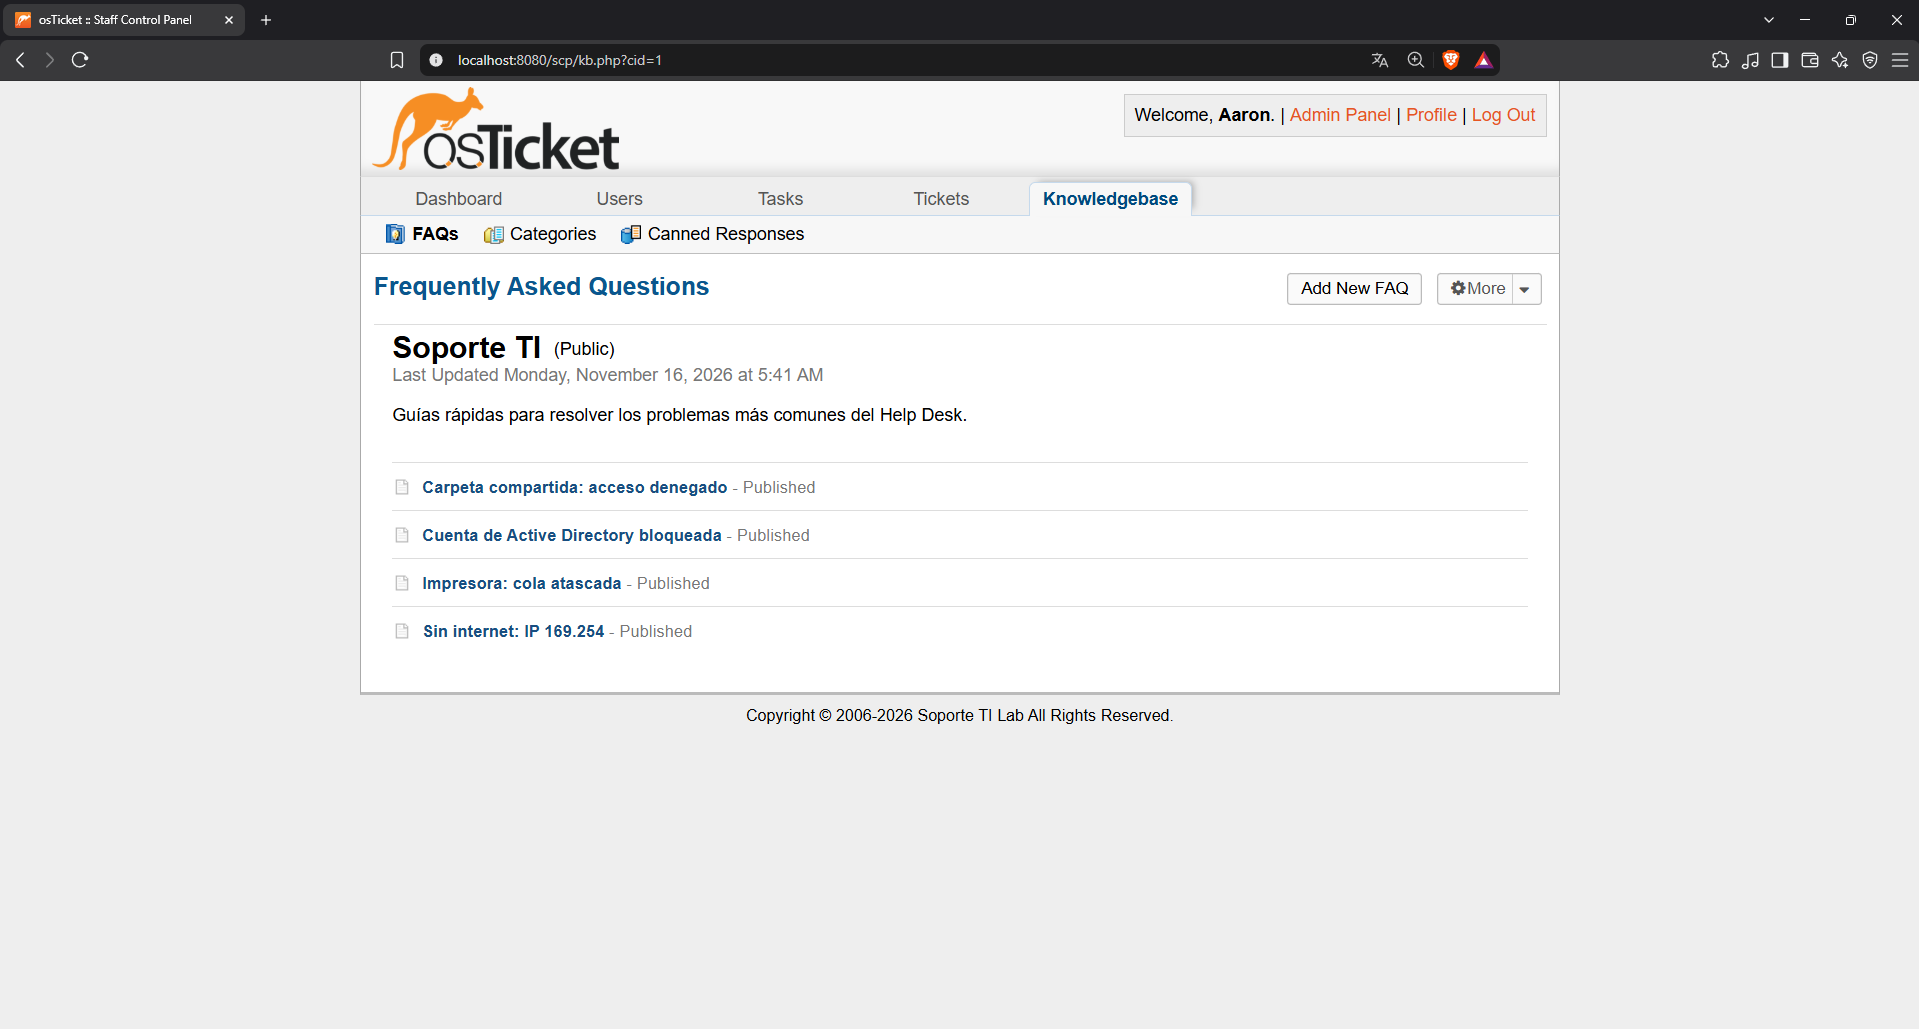 osTicket :: Staff Control Panel
localhost:8080/scp/kb.php?cid=1
osTicket
Welcome, Aaron. | Admin Panel | Profile | Log Out
Dashboard Users Tasks Tickets Knowledgebase
FAQs Categories Canned Responses
Frequently Asked Questions Add New FAQ More
Soporte TI (Public)
Last Updated Monday, November 16, 2026 at 5:41 AM
Guías rápidas para resolver los problemas más comunes del Help Desk.
Carpeta compartida: acceso denegado - Published
Cuenta de Active Directory bloqueada - Published
Impresora: cola atascada - Published
Sin internet: IP 169.254 - Published
Copyright © 2006-2026 Soporte TI Lab All Rights Reserved.